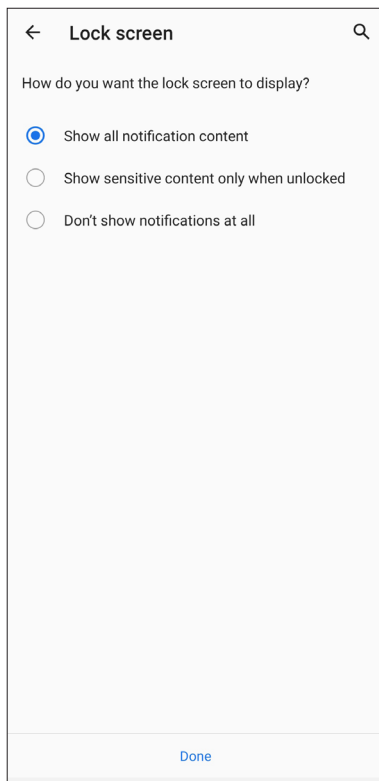 Lock screen
How do you want the lock screen to display?
Show all notification content
Show sensitive content only when unlocked
Don't show notifications at all
Done